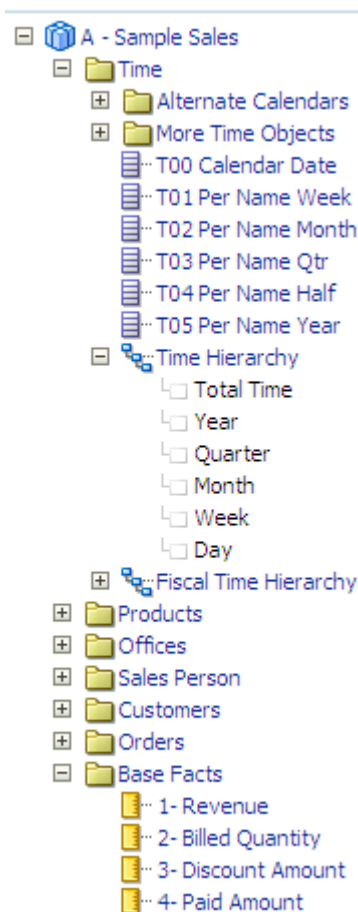 A - Sample Sales
Time
Alternate Calendars
More Time Objects
T00 Calendar Date
T01 Per Name Week
T02 Per Name Month
T03 Per Name Qtr
T04 Per Name Half
T05 Per Name Year
Time Hierarchy
Total Time
Year
Quarter
Month
Week
Day
Fiscal Time Hierarchy
Products
Offices
Sales Person
Customers
Orders
Base Facts
1- Revenue
2- Billed Quantity
3- Discount Amount
4- Paid Amount